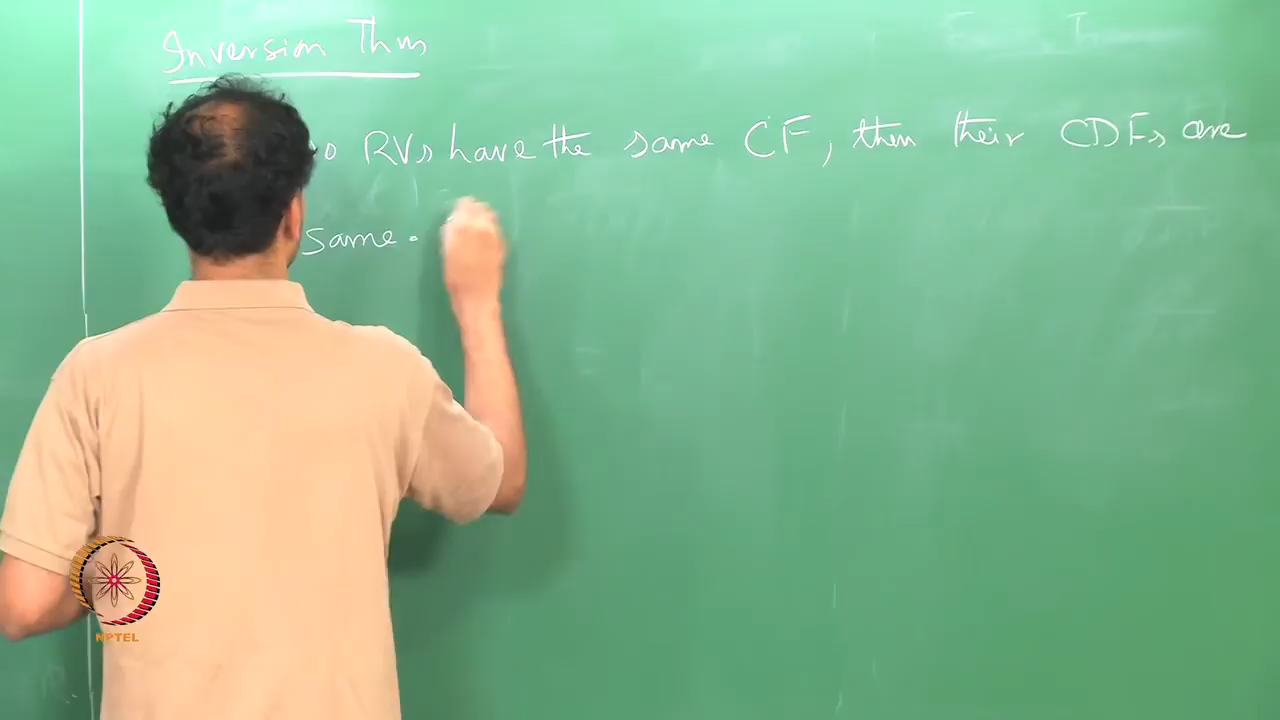 Inversion Thm
RVs have the same CF, then their CDFs are
same.
NPTEL